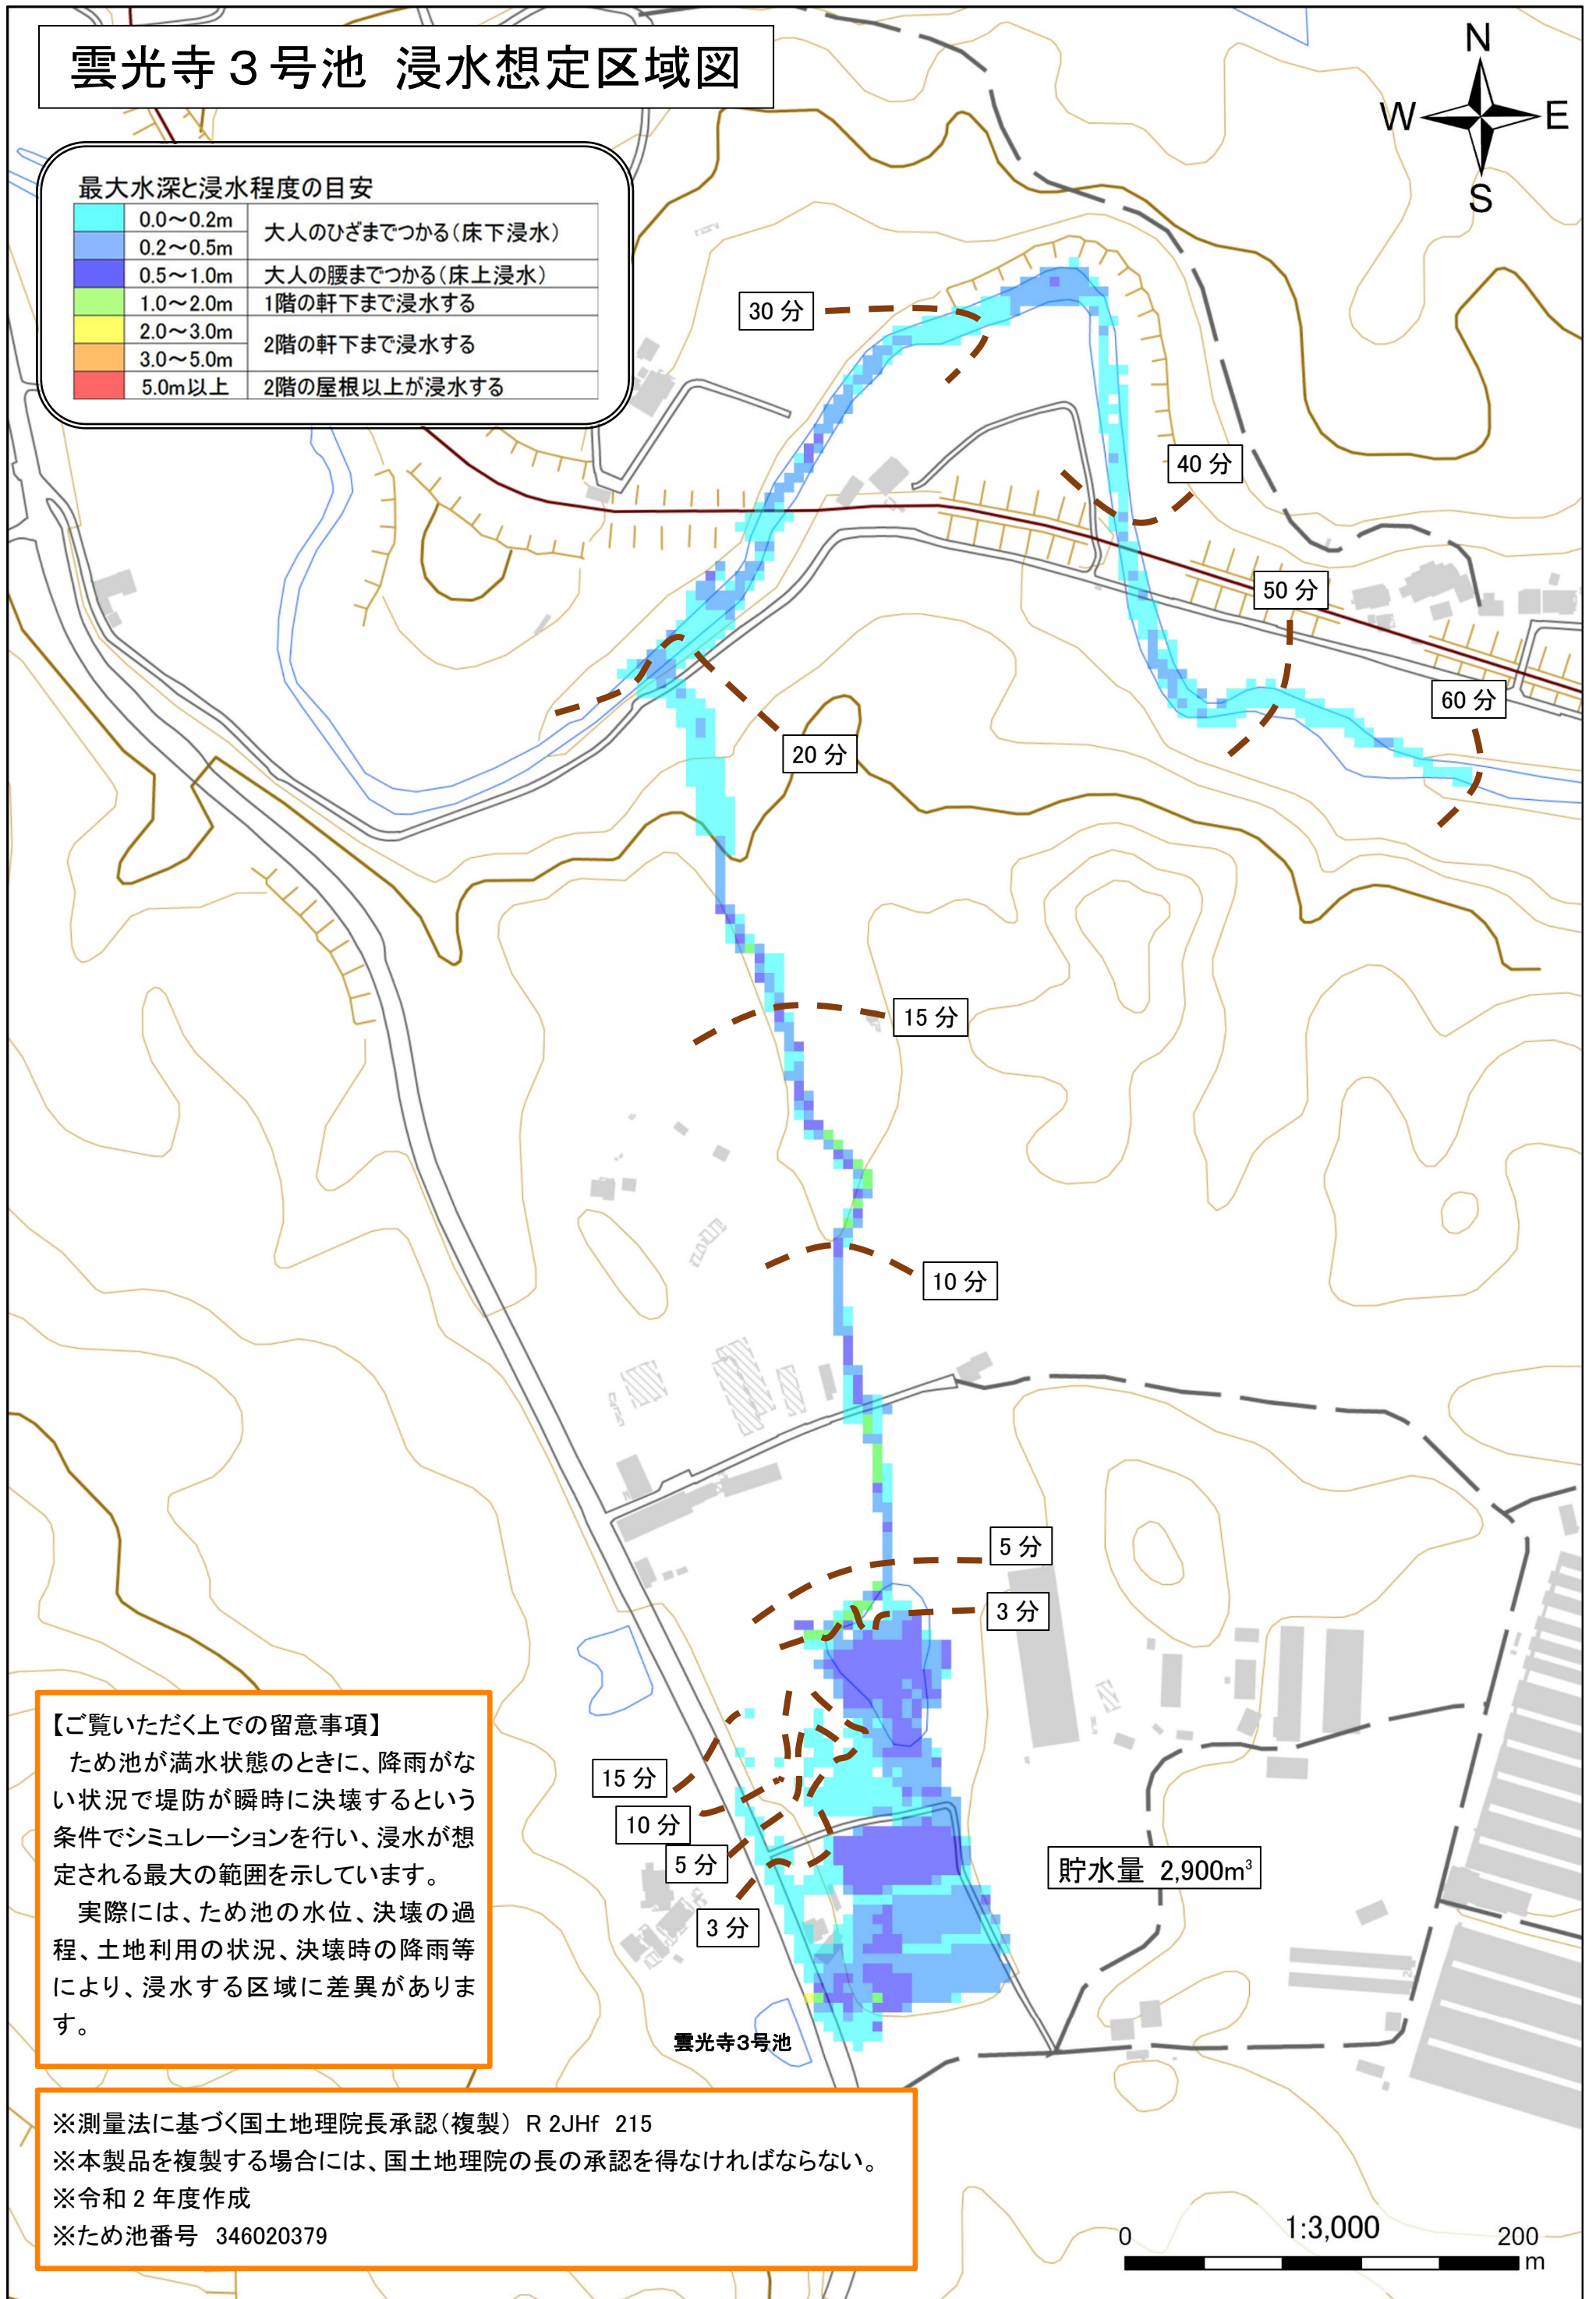 雲光寺３号池 浸水想定区域図
N
W
E
S
最大水深と浸水程度の目安
0.0～0.2m
大人のひざまでつかる（床下浸水）
0.2～0.5m
0.5～1.0m 大人の腰までつかる（床上浸水）
1.0～2.0m 1階の軒下まで浸水する
2.0～3.0m
2階の軒下まで浸水する
3.0～5.0m
5.0m以上 2階の屋根以上が浸水する
30 分
40 分
50 分
60 分
20 分
15 分
10 分
5 分
3 分
15 分
10 分
5 分
3 分
貯水量 2,900m³
雲光寺3号池
【ご覧いただく上での留意事項】
ため池が満水状態のときに、降雨がな
い状況で堤防が瞬時に決壊するという
条件でシミュレーションを行い、浸水が想
定される最大の範囲を示しています。
実際には、ため池の水位、決壊の過
程、土地利用の状況、決壊時の降雨等
により、浸水する区域に差異がありま
す。
※測量法に基づく国土地理院長承認（複製） R 2JHf 215
※本製品を複製する場合には、国土地理院の長の承認を得なければならない。
※令和 2 年度作成
※ため池番号 346020379
1:3,000
0 200
m